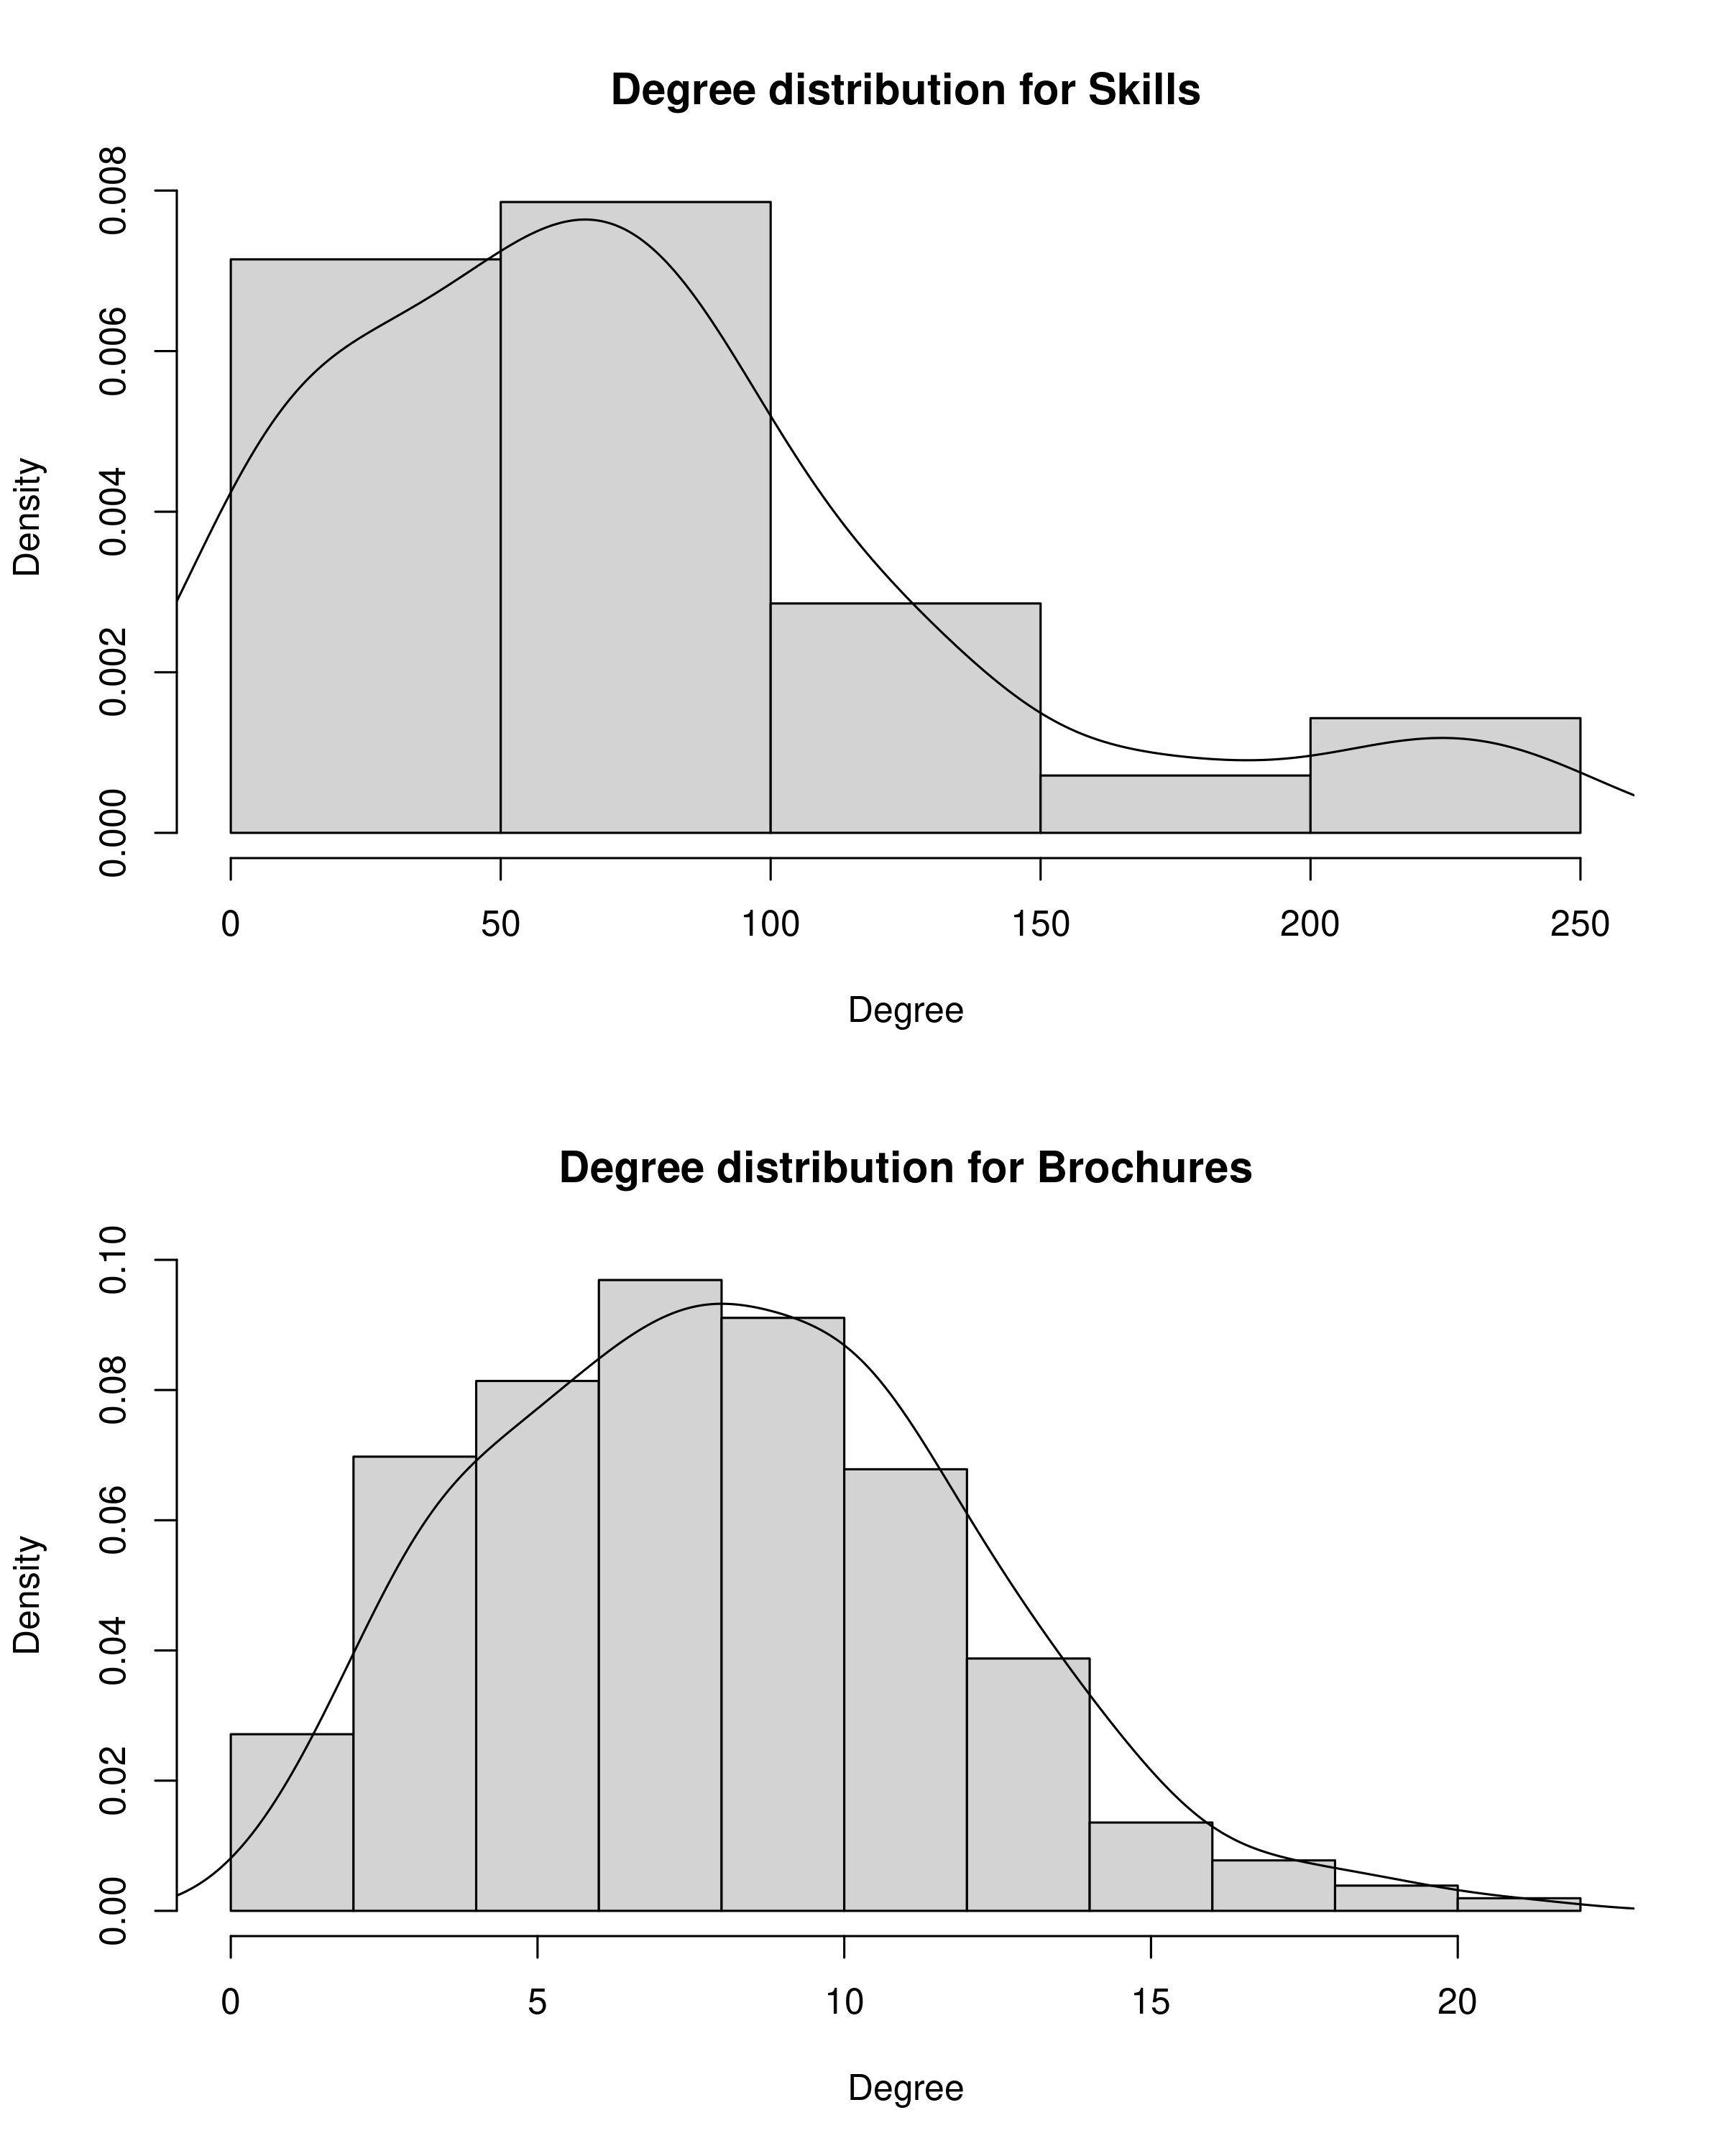 Degree distribution for Skills
Density
0.008
0.006
0.004
0.002
0.000
0 50 100 150 200 250
Degree
Degree distribution for Brochures
Density
0.10
0.08
0.06
0.04
0.02
0.00
0 5 10 15 20
Degree